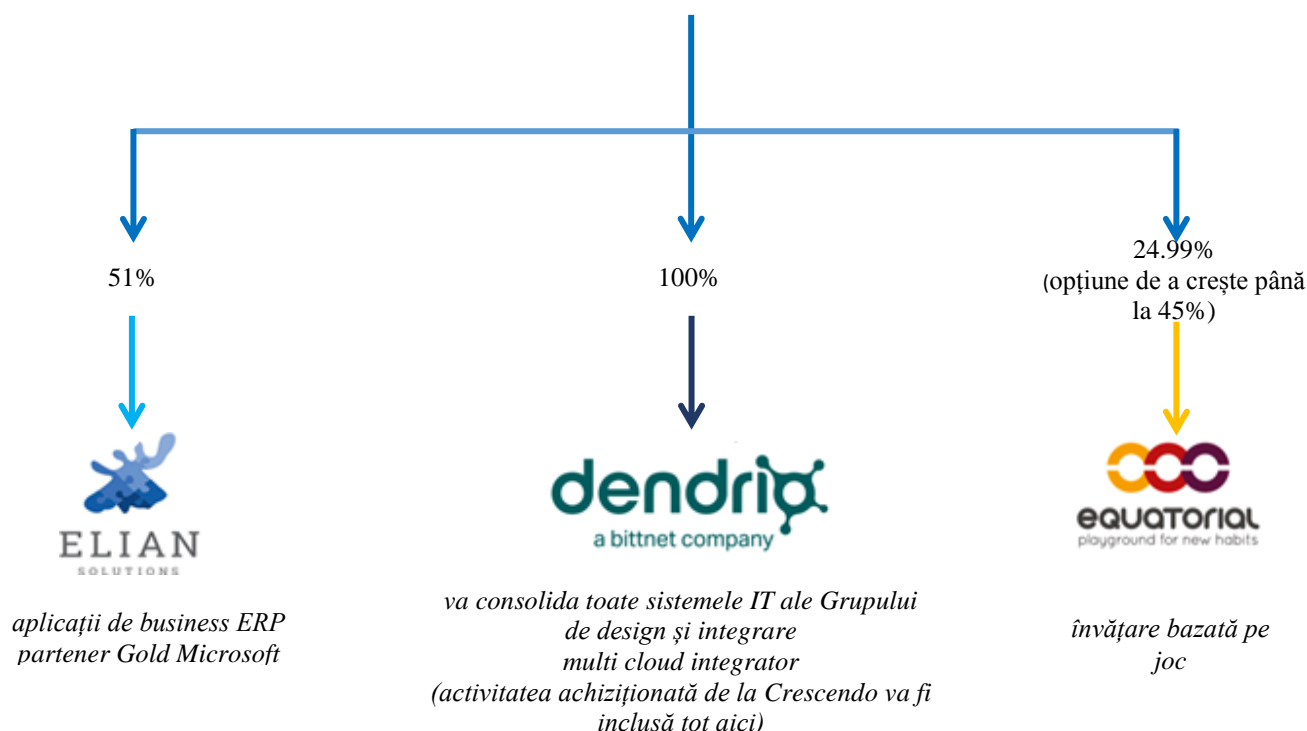 51%
100%
24.99%
(opțiune de a crește până
la 45%)
ELIAN
SOLUTIONS
dendrio
a bittnet company
equatorial
playground for new habits
aplicații de business ERP
partener Gold Microsoft
va consolida toate sistemele IT ale Grupului
de design și integrare
multi cloud integrator
(activitatea achiziționată de la Crescendo va fi
inclusă tot aici)
învățare bazată pe
joc